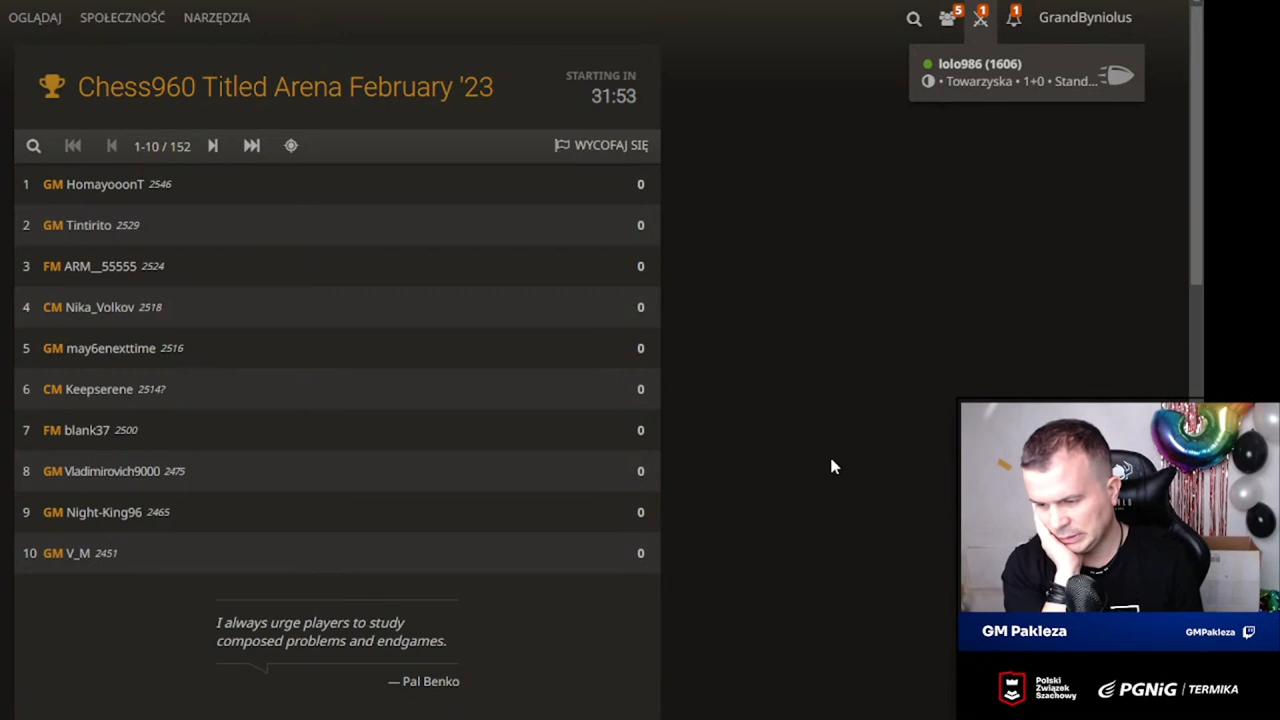 OGLĄDAJ SPOŁECZNOŚĆ NARZĘDZIA
5 1 1 GrandByniolus
lolo986 (1606)
• Towarzyska • 1+0 • Stand...
Chess960 Titled Arena February '23
STARTING IN
31:53
1-10 / 152
WYCOFAJ SIĘ
1 GM HomayooonT 2546 0
2 GM Tintirito 2529 0
3 FM ARM__55555 2524 0
4 CM Nika_Volkov 2518 0
5 GM may6enexttime 2516 0
6 CM Keepserene 2514? 0
7 FM blank37 2500 0
8 GM Vladimirovich9000 2475 0
9 GM Night-King96 2465 0
10 GM V_M 2451 0
I always urge players to study
composed problems and endgames.
— Pal Benko
GM Pakleza
GMPakleza
Polski
Związek
Szachowy
PGNiG | TERMIKA